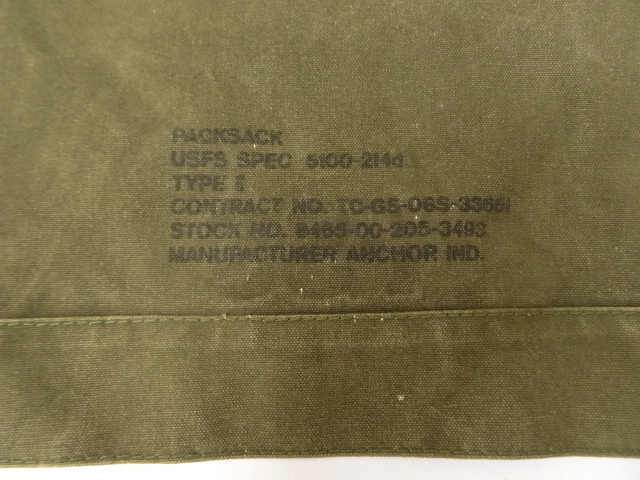 PACKSACK
USFS SPEC 5100-214d
TYPE I
CONTRACT NO. TC-GS-06S-33651
STOCK NO. 8465-00-205-3493
MANUFACTURER ANCHOR IND.